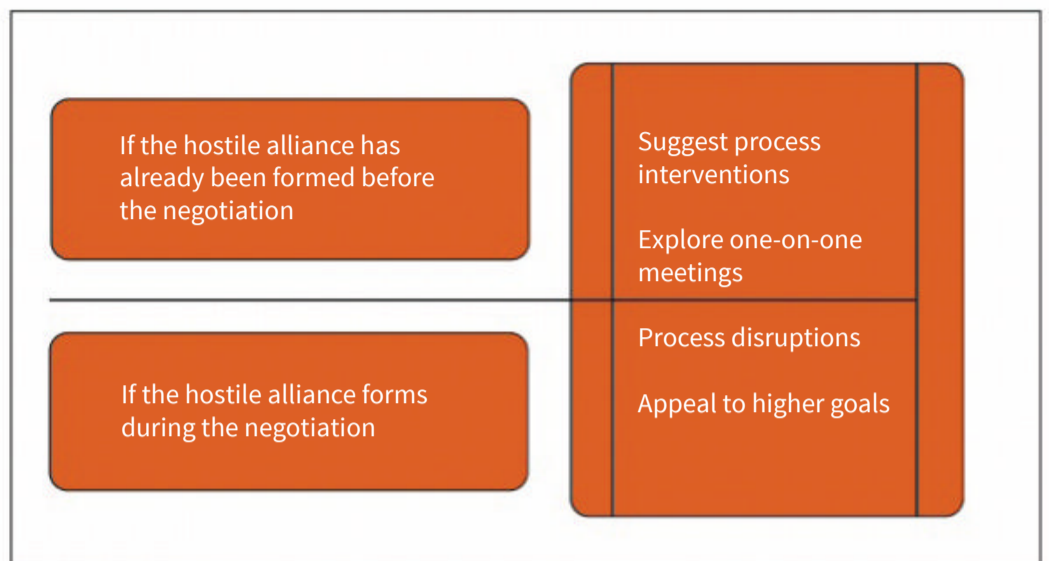 If the hostile alliance has
already been formed before
the negotiation
Suggest process
interventions
Explore one-on-one
meetings
If the hostile alliance forms
during the negotiation
Process disruptions
Appeal to higher goals